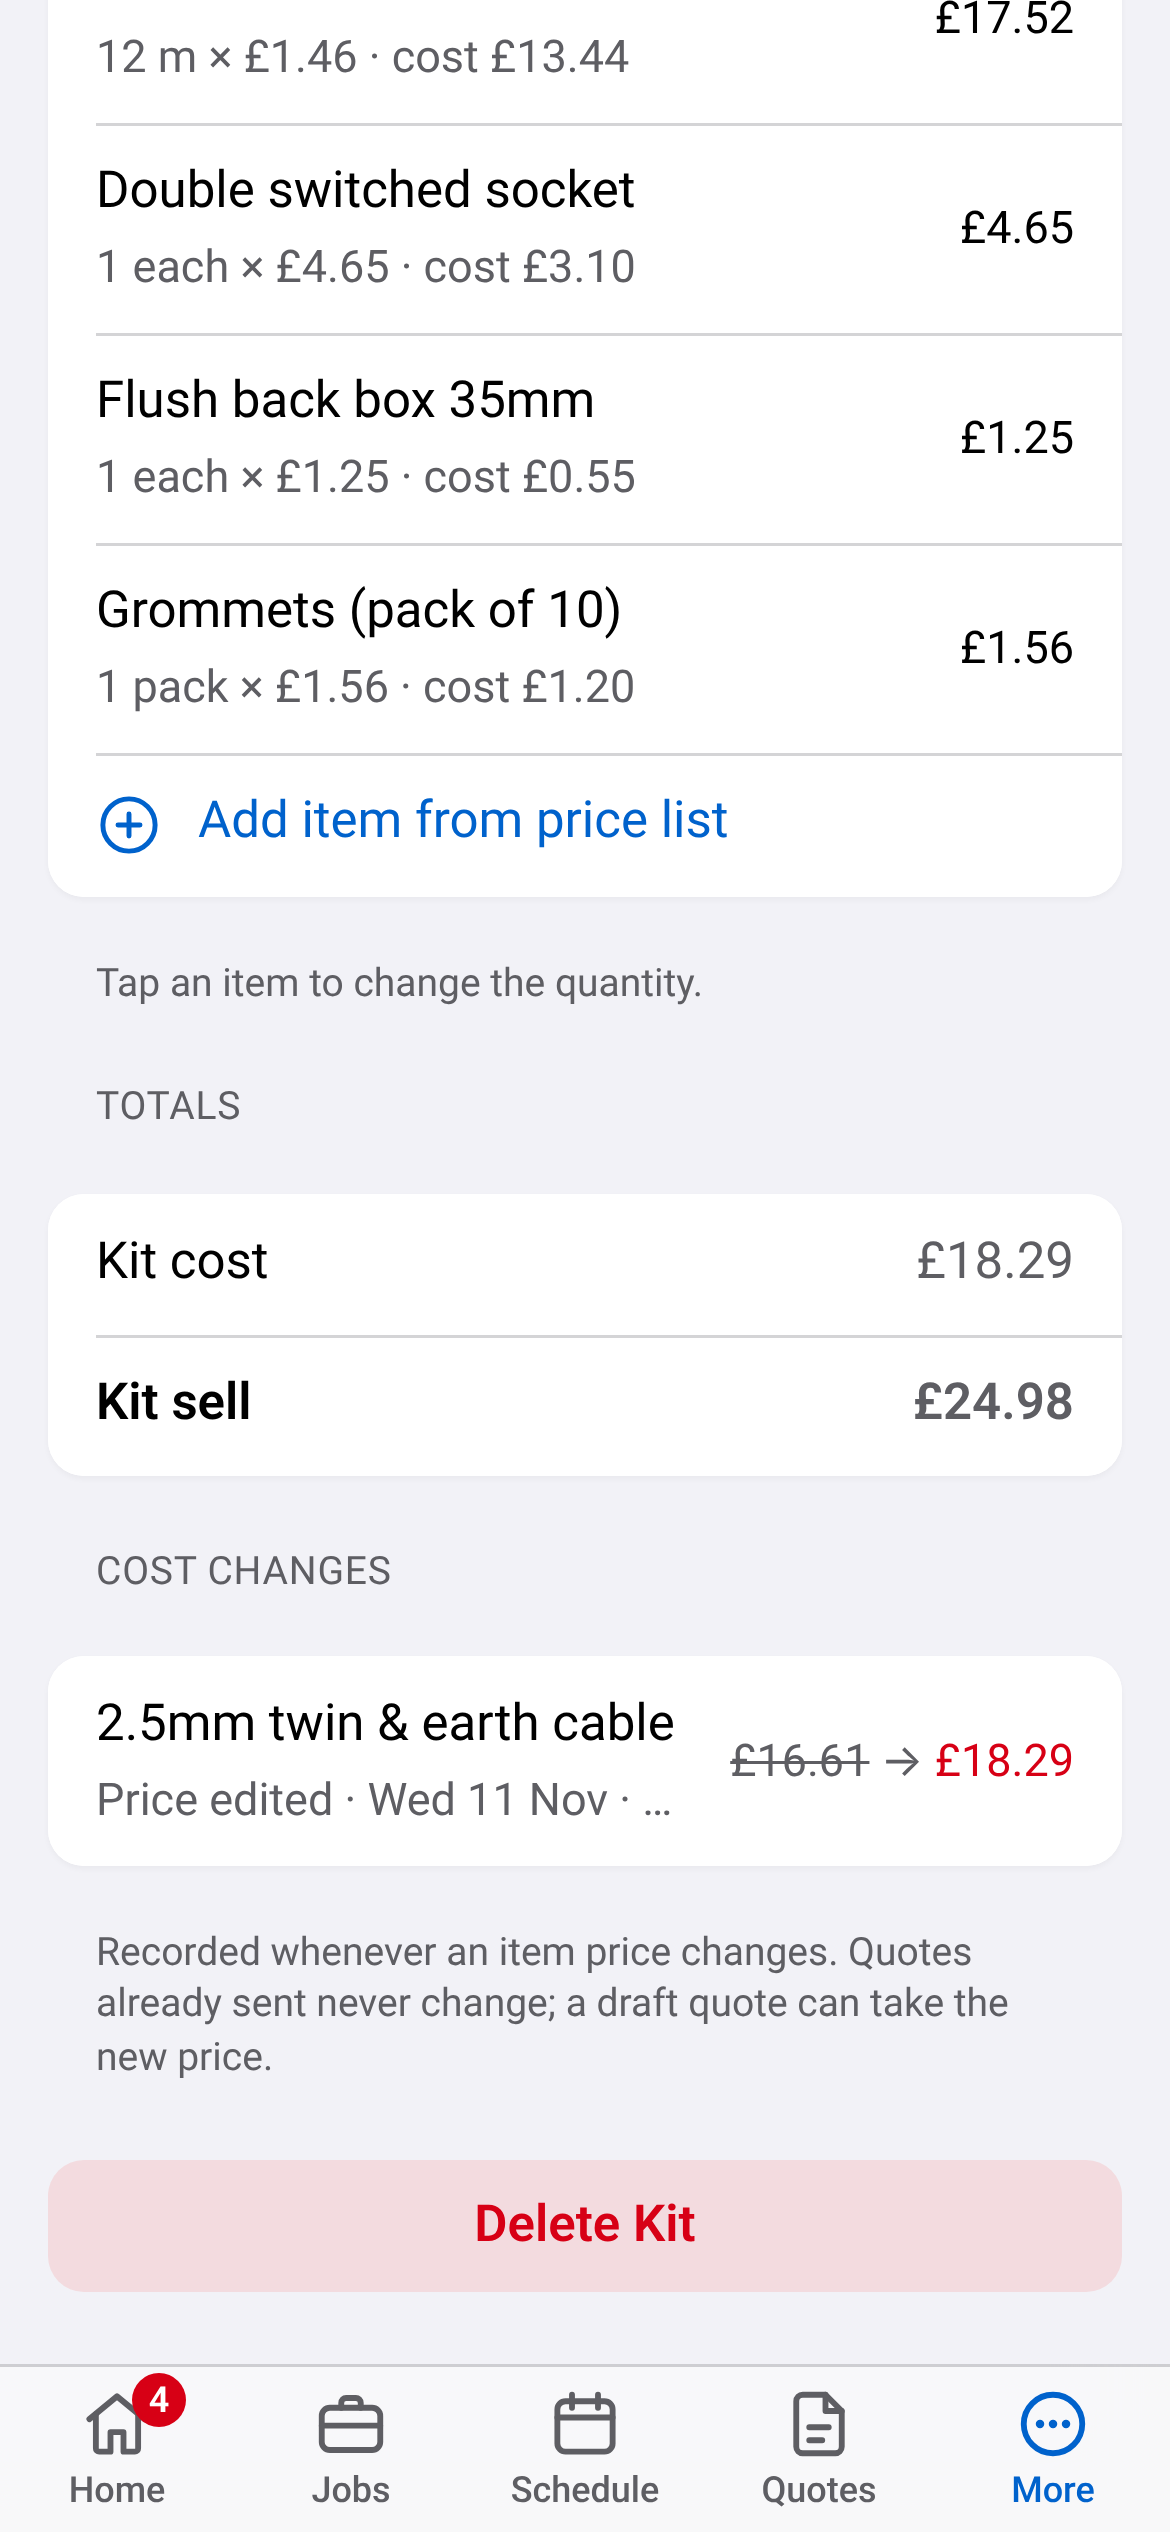 £17.52
12 m × £1.46 · cost £13.44
Double switched socket
£4.65
1 each × £4.65 · cost £3.10
Flush back box 35mm
£1.25
1 each × £1.25 · cost £0.55
Grommets (pack of 10)
£1.56
1 pack × £1.56 · cost £1.20
Add item from price list
Tap an item to change the quantity.
TOTALS
Kit cost £18.29
Kit sell £24.98
COST CHANGES
2.5mm twin & earth cable
£16.61 → £18.29
Price edited · Wed 11 Nov · …
Recorded whenever an item price changes. Quotes
already sent never change; a draft quote can take the
new price.
Delete Kit
4
Home Jobs Schedule Quotes More